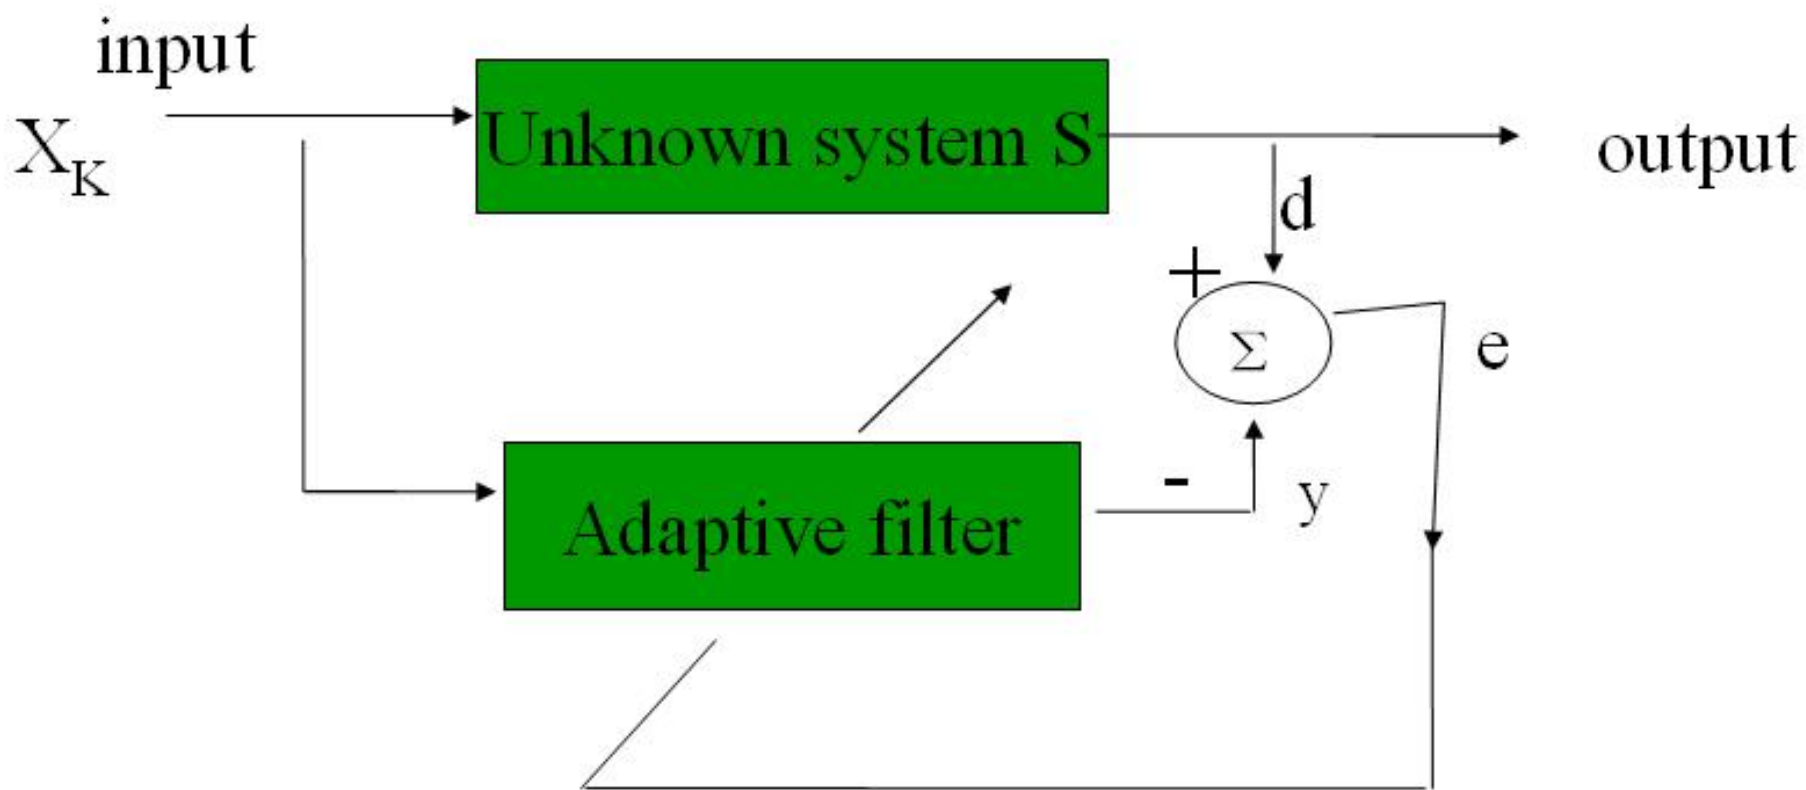 input
X_K
Unknown system S
output
d
+
Σ
e
-
y
Adaptive filter